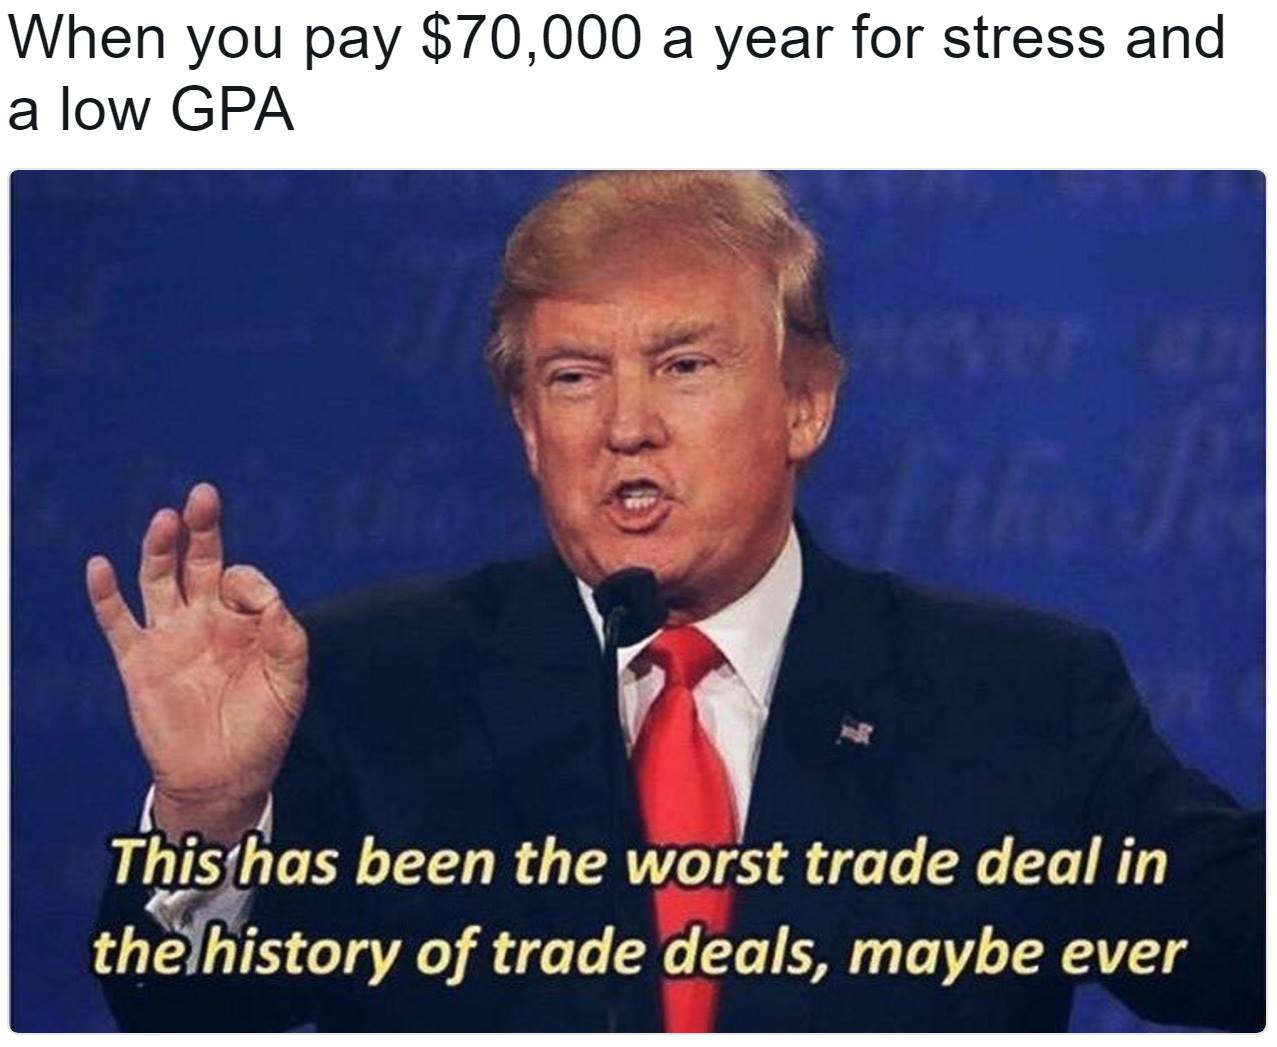 When you pay $70,000 a year for stress and
a low GPA
This has been the worst trade deal in
the history of trade deals, maybe ever